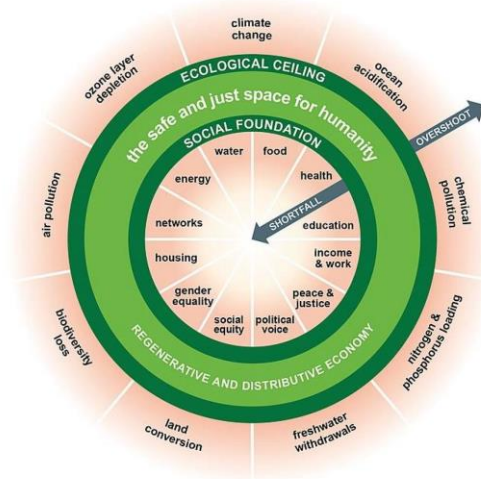 climate
change
ocean
acidification
chemical
pollution
nitrogen &
phosphorus loading
freshwater
withdrawals
land
conversion
biodiversity
loss
air pollution
ozone layer
depletion
OVERSHOOT
ECOLOGICAL CEILING
the safe and just space for humanity
SOCIAL FOUNDATION
water
food
health
SHORTFALL
education
income
& work
peace &
justice
political
voice
social
equity
gender
equality
housing
networks
energy
REGENERATIVE AND DISTRIBUTIVE ECONOMY